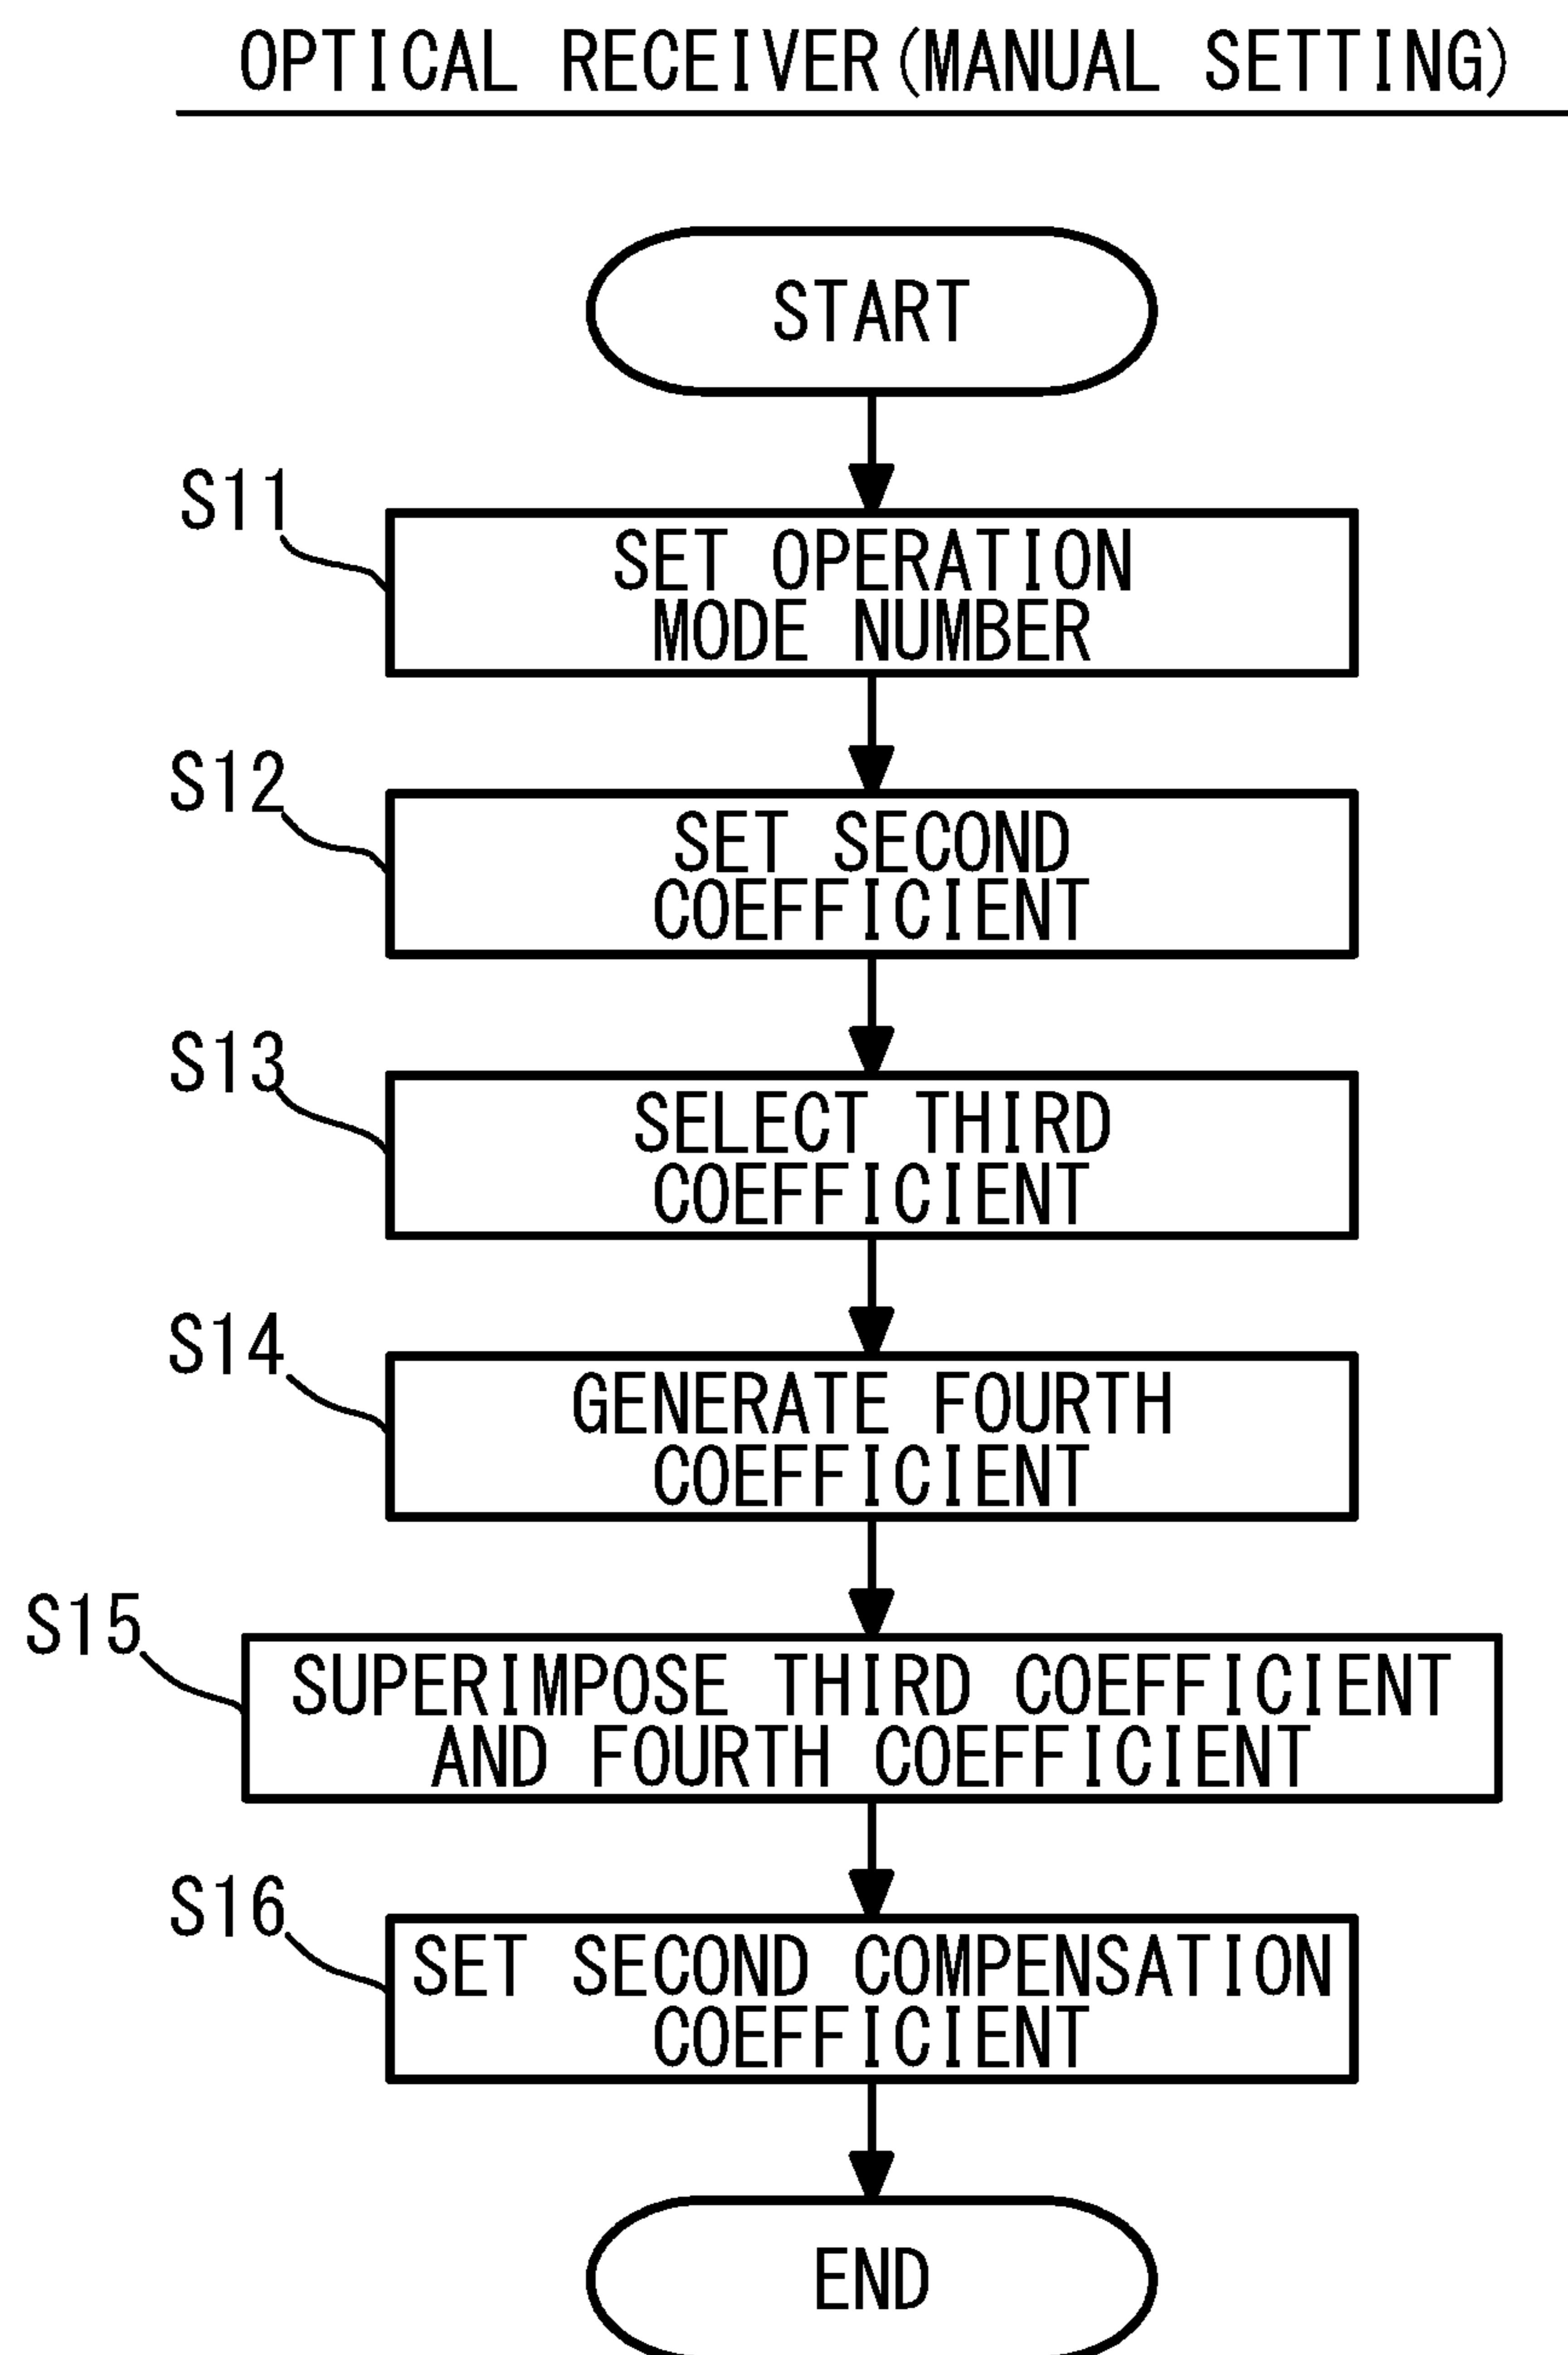 OPTICAL RECEIVER(MANUAL SETTING)
START
S11
SET OPERATION
MODE NUMBER
S12
SET SECOND
COEFFICIENT
S13
SELECT THIRD
COEFFICIENT
S14
GENERATE FOURTH
COEFFICIENT
S15
SUPERIMPOSE THIRD COEFFICIENT
AND FOURTH COEFFICIENT
S16
SET SECOND COMPENSATION
COEFFICIENT
END